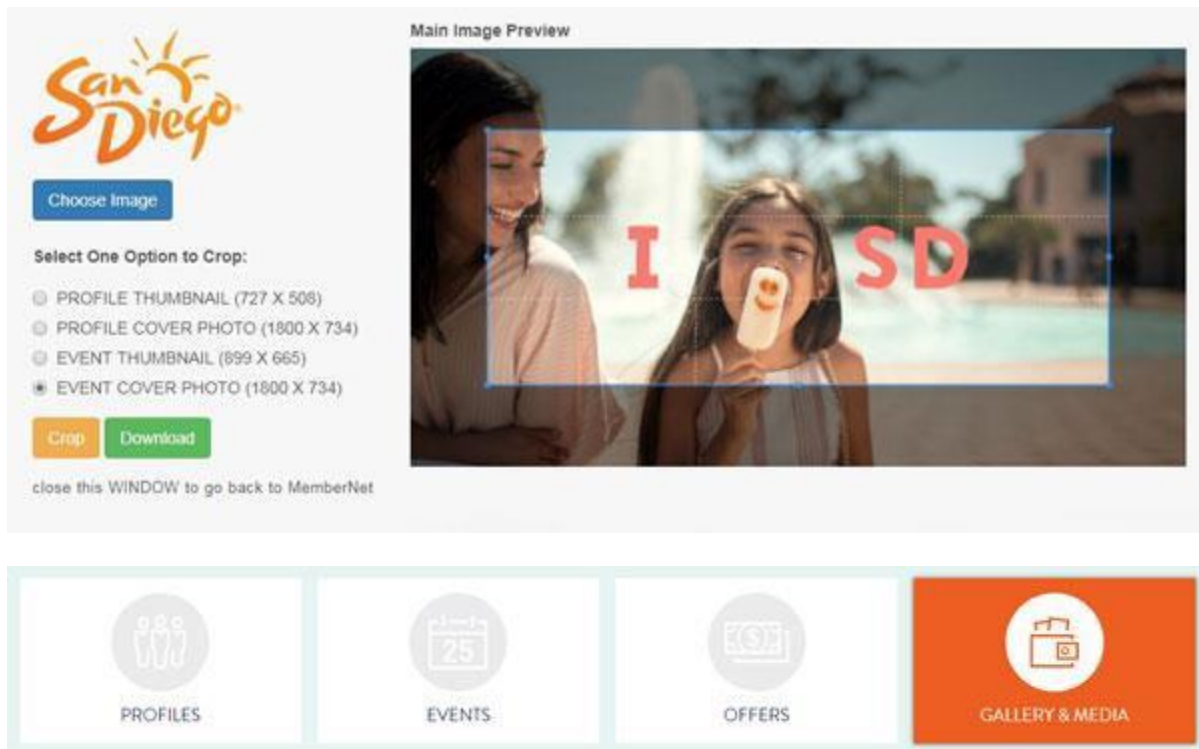 San
Diego
Choose Image
Select One Option to Crop:
PROFILE THUMBNAIL (727 X 508)
PROFILE COVER PHOTO (1800 X 734)
EVENT THUMBNAIL (899 X 665)
EVENT COVER PHOTO (1800 X 734)
Crop Download
close this WINDOW to go back to MemberNet
Main Image Preview
I SD
25
$
PROFILES
EVENTS
OFFERS
GALLERY & MEDIA